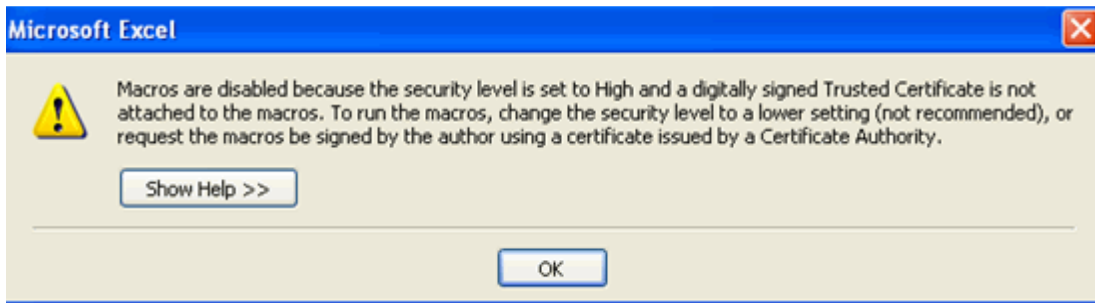 Microsoft Excel
Macros are disabled because the security level is set to High and a digitally signed Trusted Certificate is not
attached to the macros. To run the macros, change the security level to a lower setting (not recommended), or
request the macros be signed by the author using a certificate issued by a Certificate Authority.
Show Help >>
OK